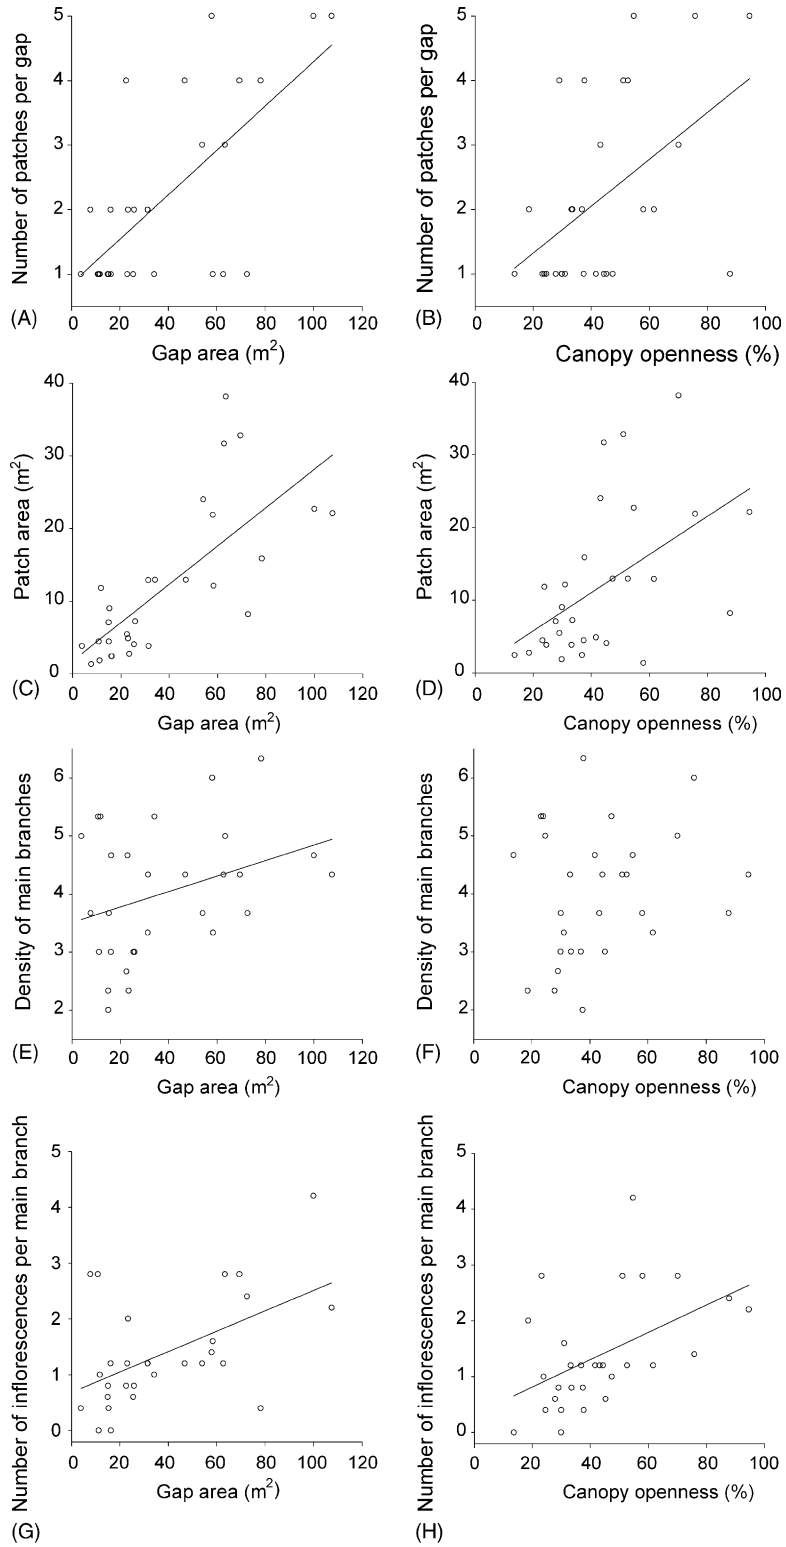 5
4
3
2
1
Number of patches per gap
0 20 40 60 80 100 120
(A)
Gap area (m²)
5
4
3
2
1
Number of patches per gap
0 20 40 60 80 100
(B)
Canopy openness (%)
40
30
20
10
0
Patch area (m²)
0 20 40 60 80 100 120
(C)
Gap area (m²)
40
30
20
10
0
Patch area (m²)
0 20 40 60 80 100
(D)
Canopy openness (%)
6
5
4
3
2
Density of main branches
0 20 40 60 80 100 120
(E)
Gap area (m²)
6
5
4
3
2
Density of main branches
0 20 40 60 80 100
(F)
Canopy openness (%)
5
4
3
2
1
0
Number of inflorescences per main branch
0 20 40 60 80 100 120
Gap area (m²)
(G)
5
4
3
2
1
0
Number of inflorescences per main branch
0 20 40 60 80 100
Canopy openness (%)
(H)